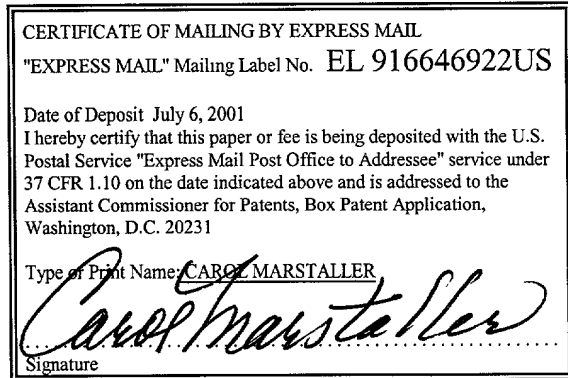 CERTIFICATE OF MAILING BY EXPRESS MAIL
"EXPRESS MAIL" Mailing Label No. EL 916646922US
Date of Deposit July 6, 2001
I hereby certify that this paper or fee is being deposited with the U.S.
Postal Service "Express Mail Post Office to Addressee" service under
37 CFR 1.10 on the date indicated above and is addressed to the
Assistant Commissioner for Patents, Box Patent Application,
Washington, D.C. 20231
Type or Print Name: CAROL MARSTALLER
Carol Marstaller
Signature